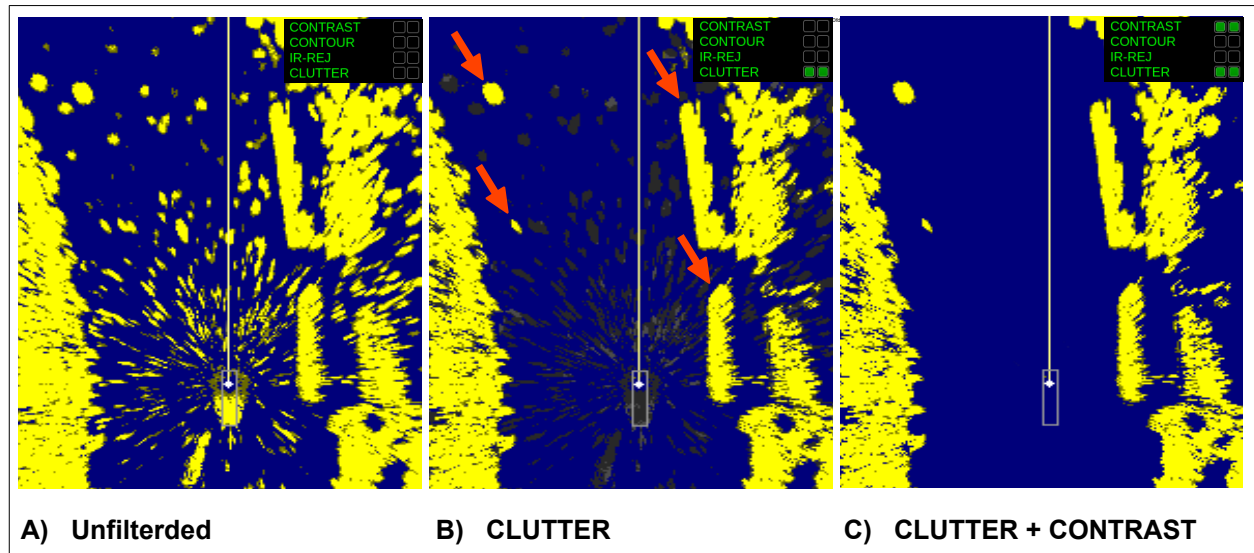 CONTRAST
CONTOUR
IR-REJ
CLUTTER
CONTRAST
CONTOUR
IR-REJ
CLUTTER
CONTRAST
CONTOUR
IR-REJ
CLUTTER
A) Unfilterded
B) CLUTTER
C) CLUTTER + CONTRAST